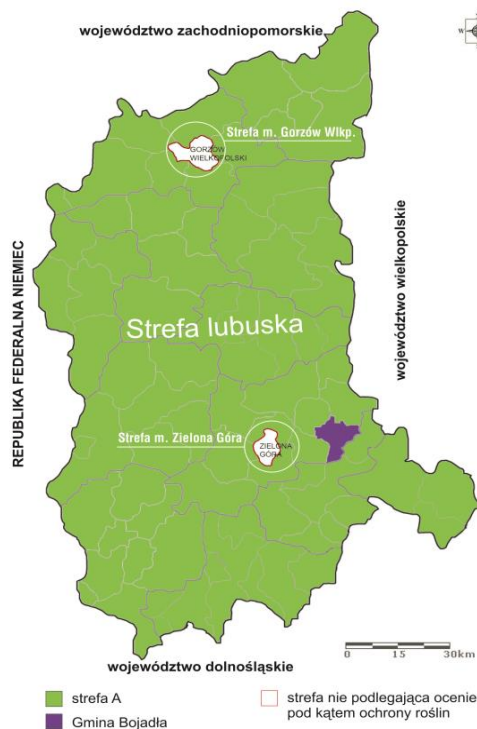 województwo zachodniopomorskie
W
Strefa m. Gorzów Wlkp.
GORZÓW
WIELKOPOLSKI
REPUBLIKA FEDERALNA NIEMIEC
województwo wielkopolskie
Strefa lubuska
Strefa m. Zielona Góra
ZIELONA
GÓRA
województwo dolnośląskie
0 15 30km
strefa A
Gmina Bojadła
strefa nie podlegająca ocenie
pod kątem ochrony roślin